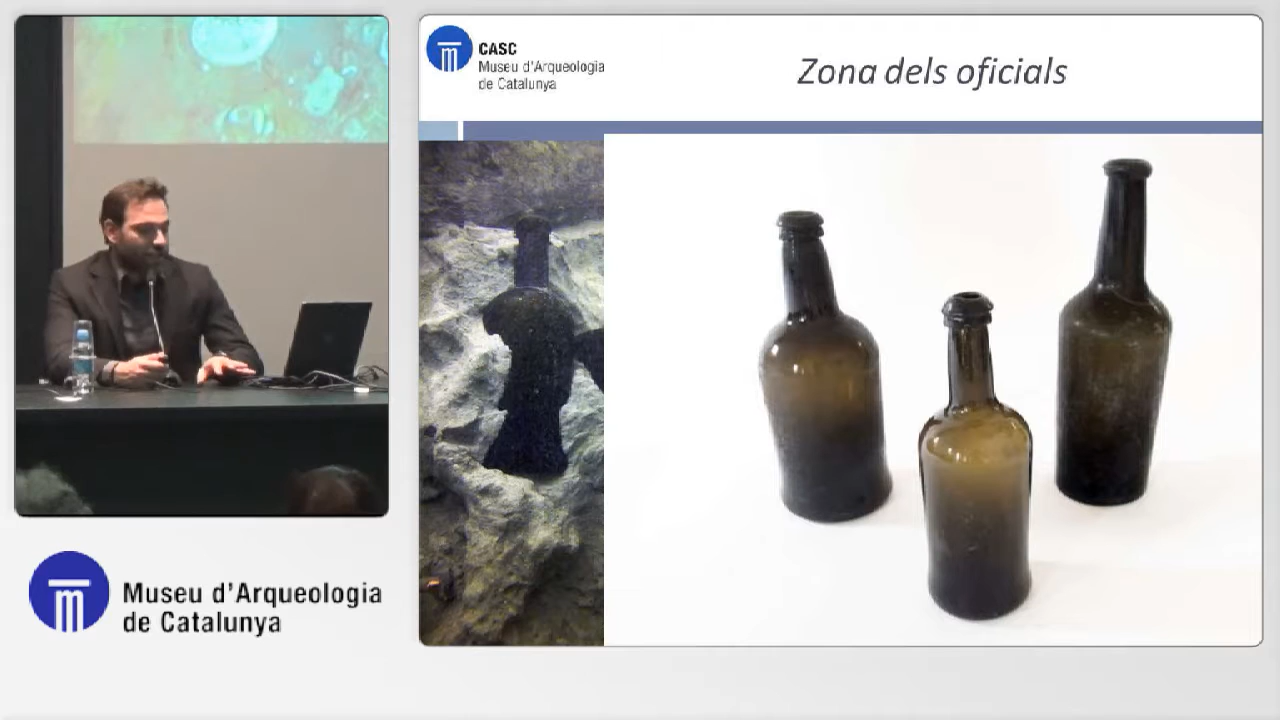 CASC
Museu d'Arqueologia
de Catalunya
Zona dels oficials
Museu d'Arqueologia
de Catalunya